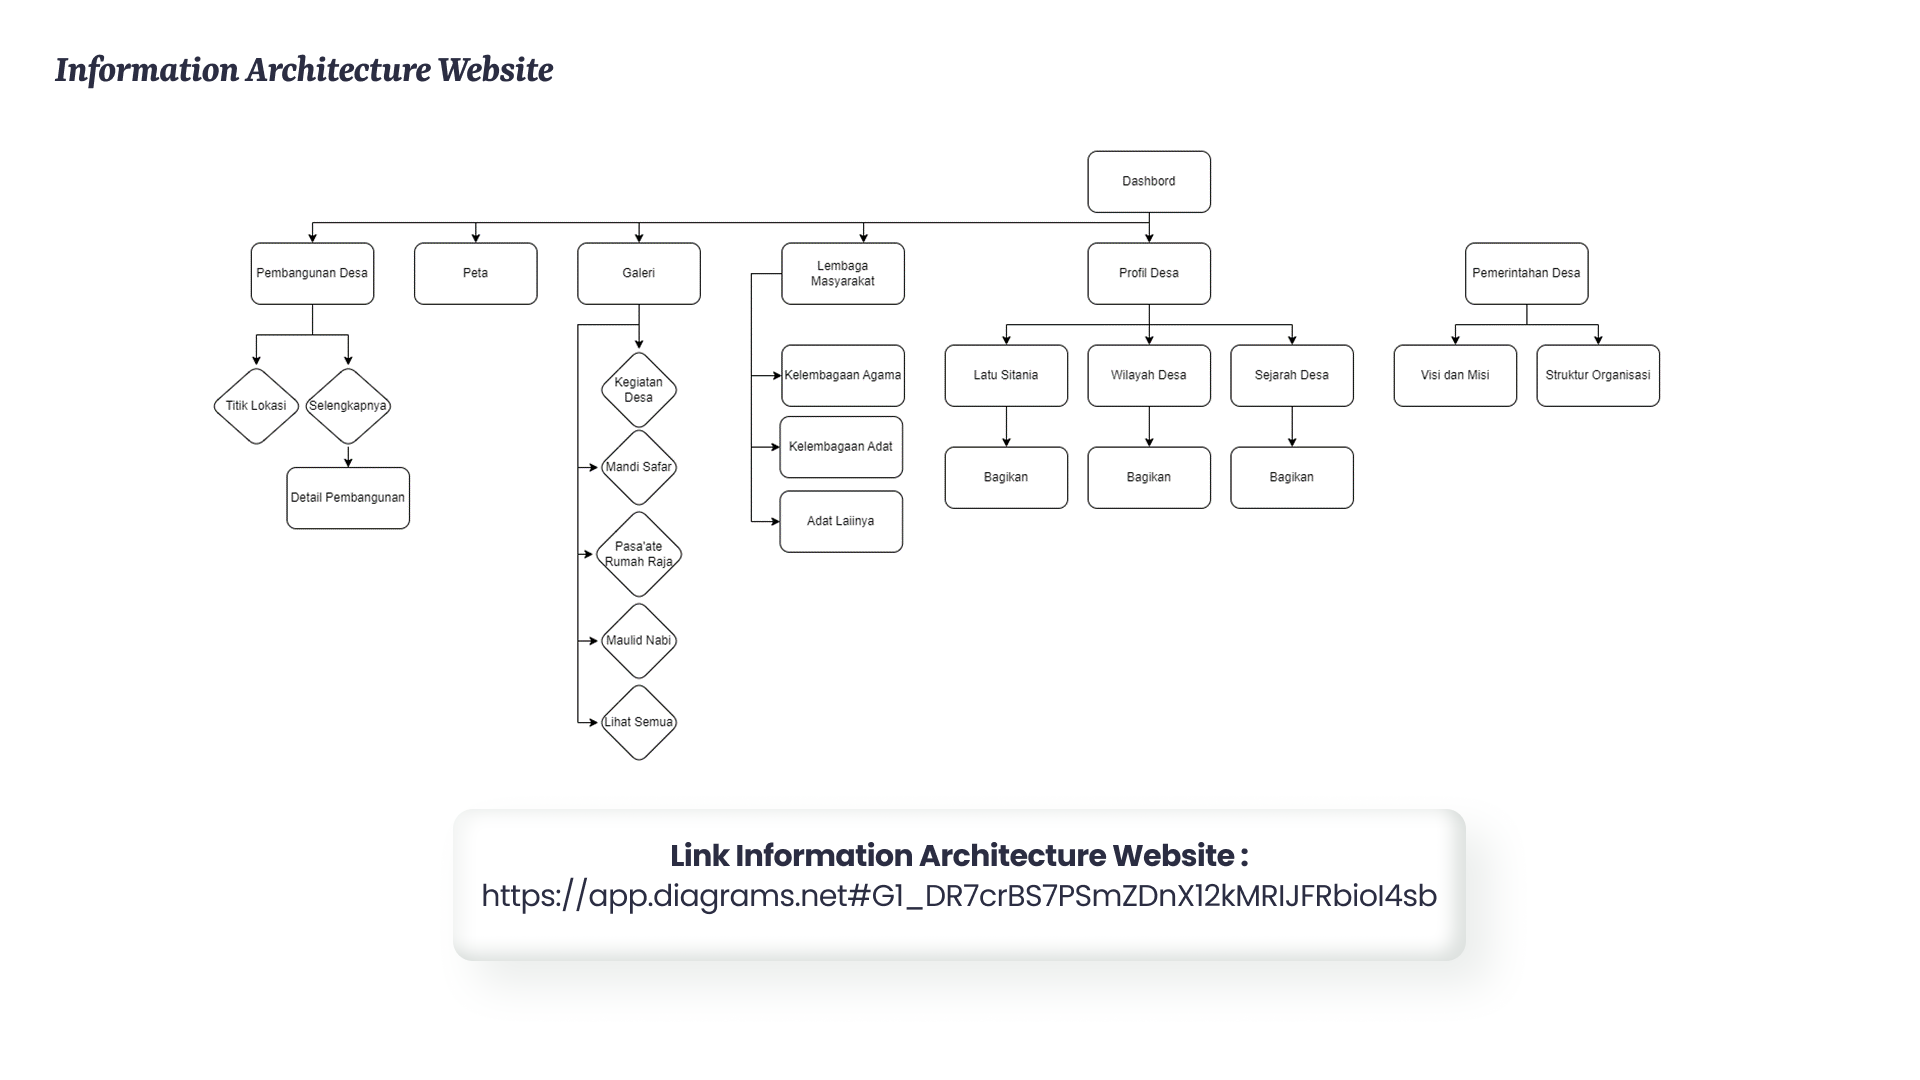 Information Architecture Website
Dashbord
Pembangunan Desa
Peta
Galeri
Lembaga
Masyarakat
Profil Desa
Pemerintahan Desa
Titik Lokasi
Selengkapnya
Detail Pembangunan
Kegiatan
Desa
Mandi Safar
Pasa'ate
Rumah Raja
Maulid Nabi
Lihat Semua
Kelembagaan Agama
Kelembagaan Adat
Adat Laiinya
Latu Sitania
Wilayah Desa
Sejarah Desa
Bagikan
Bagikan
Bagikan
Visi dan Misi
Struktur Organisasi
Link Information Architecture Website :
https://app.diagrams.net#G1_DR7crBS7PSmZDnX12kMRIJFRbioI4sb